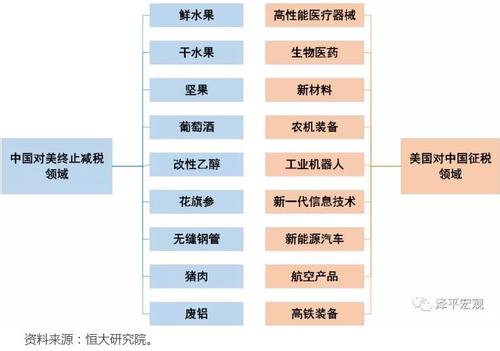 中国对美终止减税
领域
鲜水果
干水果
坚果
葡萄酒
改性乙醇
花旗参
无缝钢管
猪肉
废铝
高性能医疗器械
生物医药
新材料
农机装备
工业机器人
新一代信息技术
新能源汽车
航空产品
高铁装备
美国对中国征税
领域
泽平宏观
资料来源：恒大研究院。